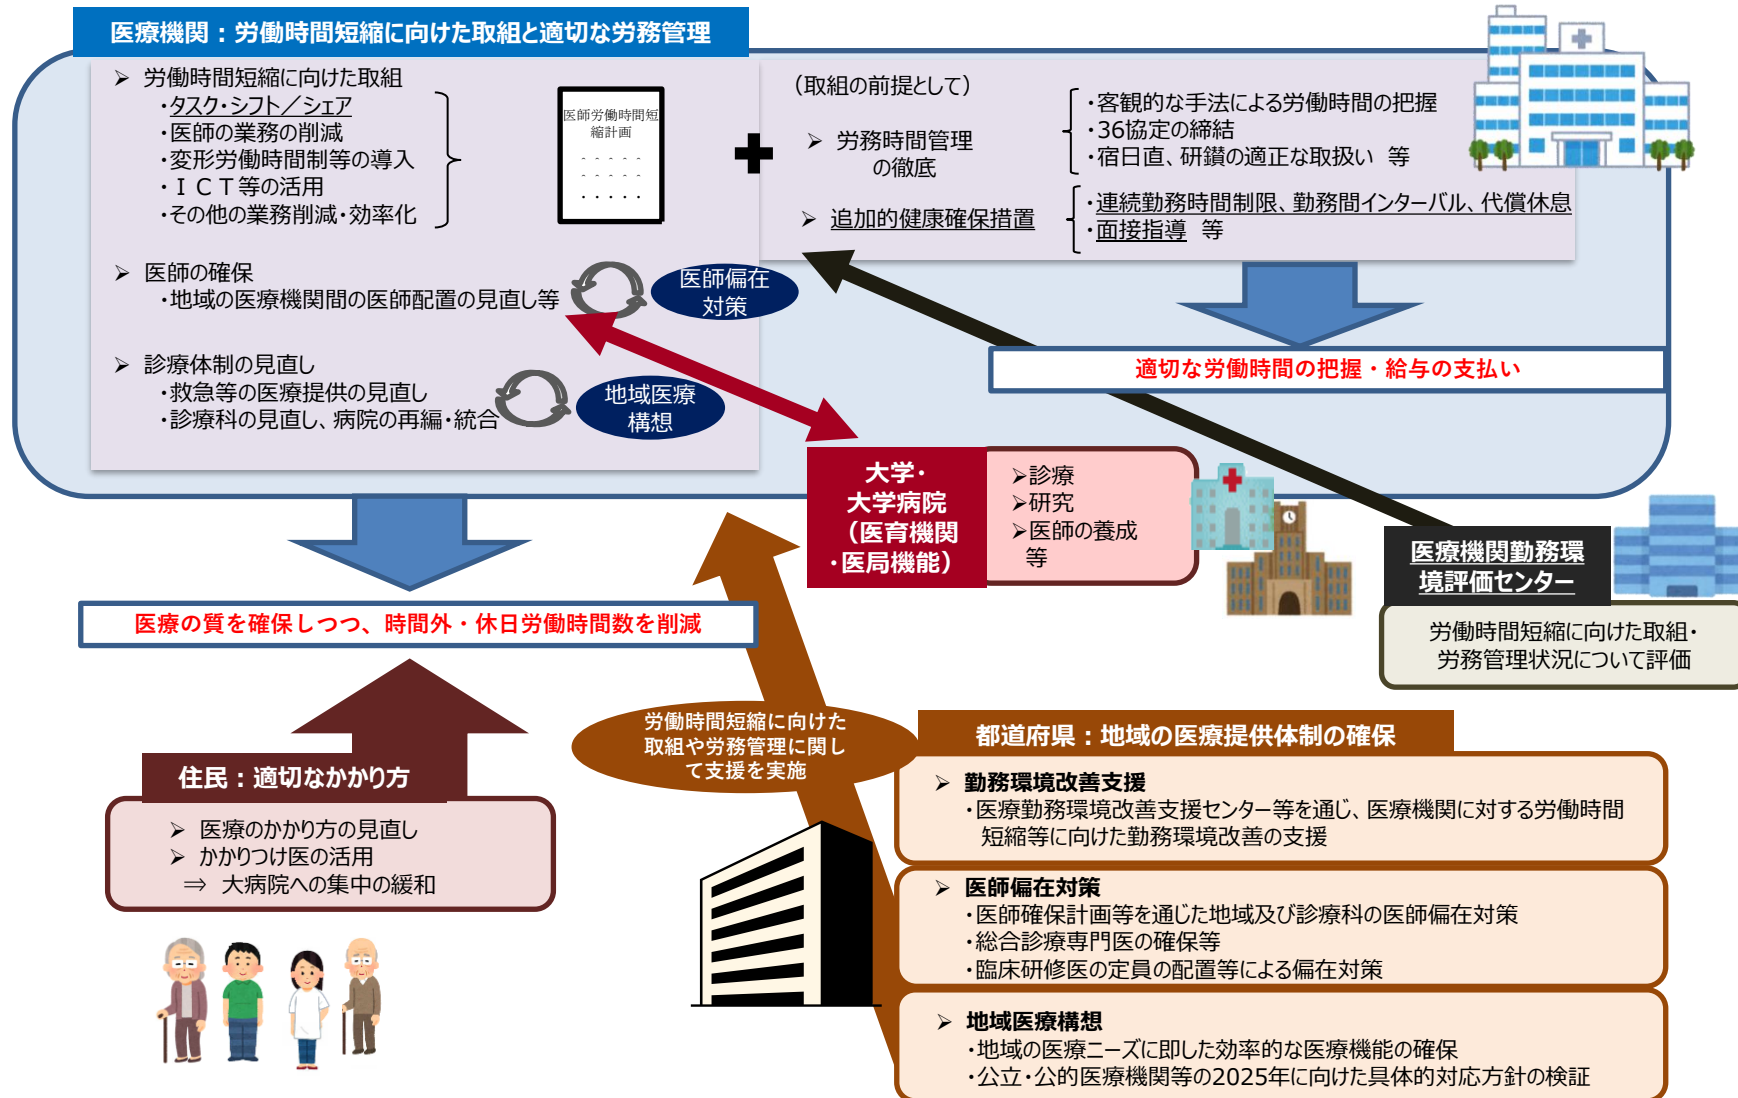 医療機関：労働時間短縮に向けた取組と適切な労務管理
➢ 労働時間短縮に向けた取組
・タスク・シフト／シェア
・医師の業務の削減
・変形労働時間制等の導入
・ＩＣＴ等の活用
・その他の業務削減・効率化
医師労働時間短
縮計画
➢ 医師の確保
・地域の医療機関間の医師配置の見直し等
医師偏在
対策
➢ 診療体制の見直し
・救急等の医療提供の見直し
・診療科の見直し、病院の再編・統合
地域医療
構想
（取組の前提として）
➢ 労務時間管理
の徹底
・客観的な手法による労働時間の把握
・36協定の締結
・宿日直、研鑽の適正な取扱い 等
➢ 追加的健康確保措置
・連続勤務時間制限、勤務間インターバル、代償休息
・面接指導 等
適切な労働時間の把握・給与の支払い
大学・
大学病院
（医育機関
・医局機能）
➢診療
➢研究
➢医師の養成
等
医療機関勤務環
境評価センター
労働時間短縮に向けた取組・
労務管理状況について評価
医療の質を確保しつつ、時間外・休日労働時間数を削減
労働時間短縮に向けた
取組や労務管理に関し
て支援を実施
住民：適切なかかり方
➢ 医療のかかり方の見直し
➢ かかりつけ医の活用
⇒ 大病院への集中の緩和
都道府県：地域の医療提供体制の確保
➢ 勤務環境改善支援
・医療勤務環境改善支援センター等を通じ、医療機関に対する労働時間
短縮等に向けた勤務環境改善の支援
➢ 医師偏在対策
・医師確保計画等を通じた地域及び診療科の医師偏在対策
・総合診療専門医の確保等
・臨床研修医の定員の配置等による偏在対策
➢ 地域医療構想
・地域の医療ニーズに即した効率的な医療機能の確保
・公立・公的医療機関等の2025年に向けた具体的対応方針の検証